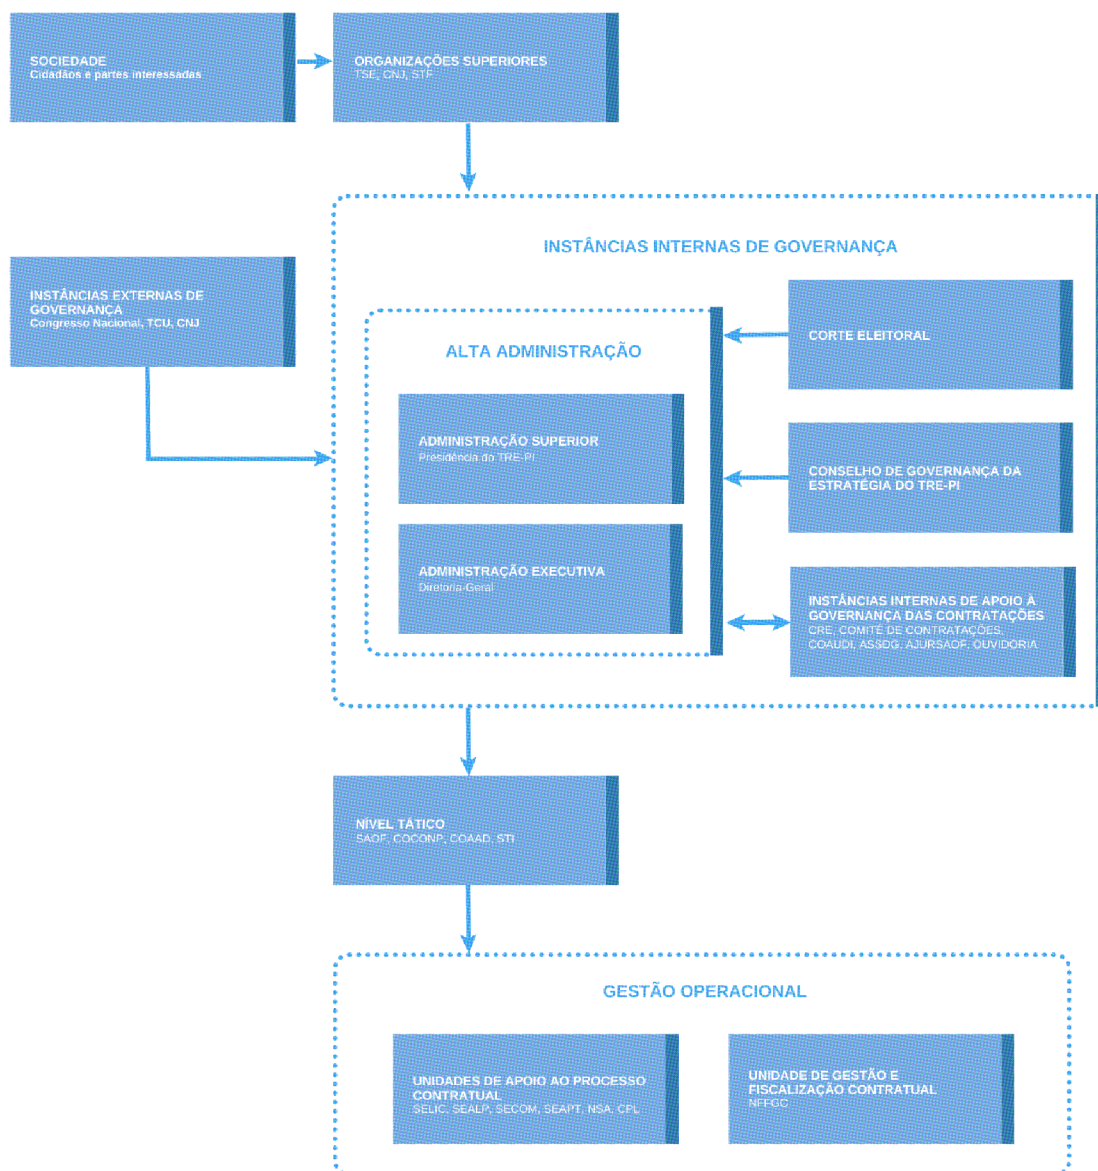 SOCIEDADE
Cidadãos e partes interessadas
ORGANIZAÇÕES SUPERIORES
TSE, CNJ, STF
INSTÂNCIAS EXTERNAS DE
GOVERNANÇA
Congresso Nacional, TCU, CNJ
INSTÂNCIAS INTERNAS DE GOVERNANÇA
ALTA ADMINISTRAÇÃO
ADMINISTRAÇÃO SUPERIOR
Presidência do TRE-PI
ADMINISTRAÇÃO EXECUTIVA
Diretoria-Geral
CORTE ELEITORAL
CONSELHO DE GOVERNANÇA DA
ESTRATÉGIA DO TRE-PI
INSTÂNCIAS INTERNAS DE APOIO À
GOVERNANÇA DAS CONTRATAÇÕES
CRE, COMITÊ DE CONTRATAÇÕES,
COAUDI, ASSDG, AJURSAOF, OUVIDORIA
NÍVEL TÁTICO
SAOF, COCONP, COAAD, STI
GESTÃO OPERACIONAL
UNIDADES DE APOIO AO PROCESSO
CONTRATUAL
SELIC, SEALP, SECOM, SEAPT, NSA, CPL
UNIDADE DE GESTÃO E
FISCALIZAÇÃO CONTRATUAL
NFFGC